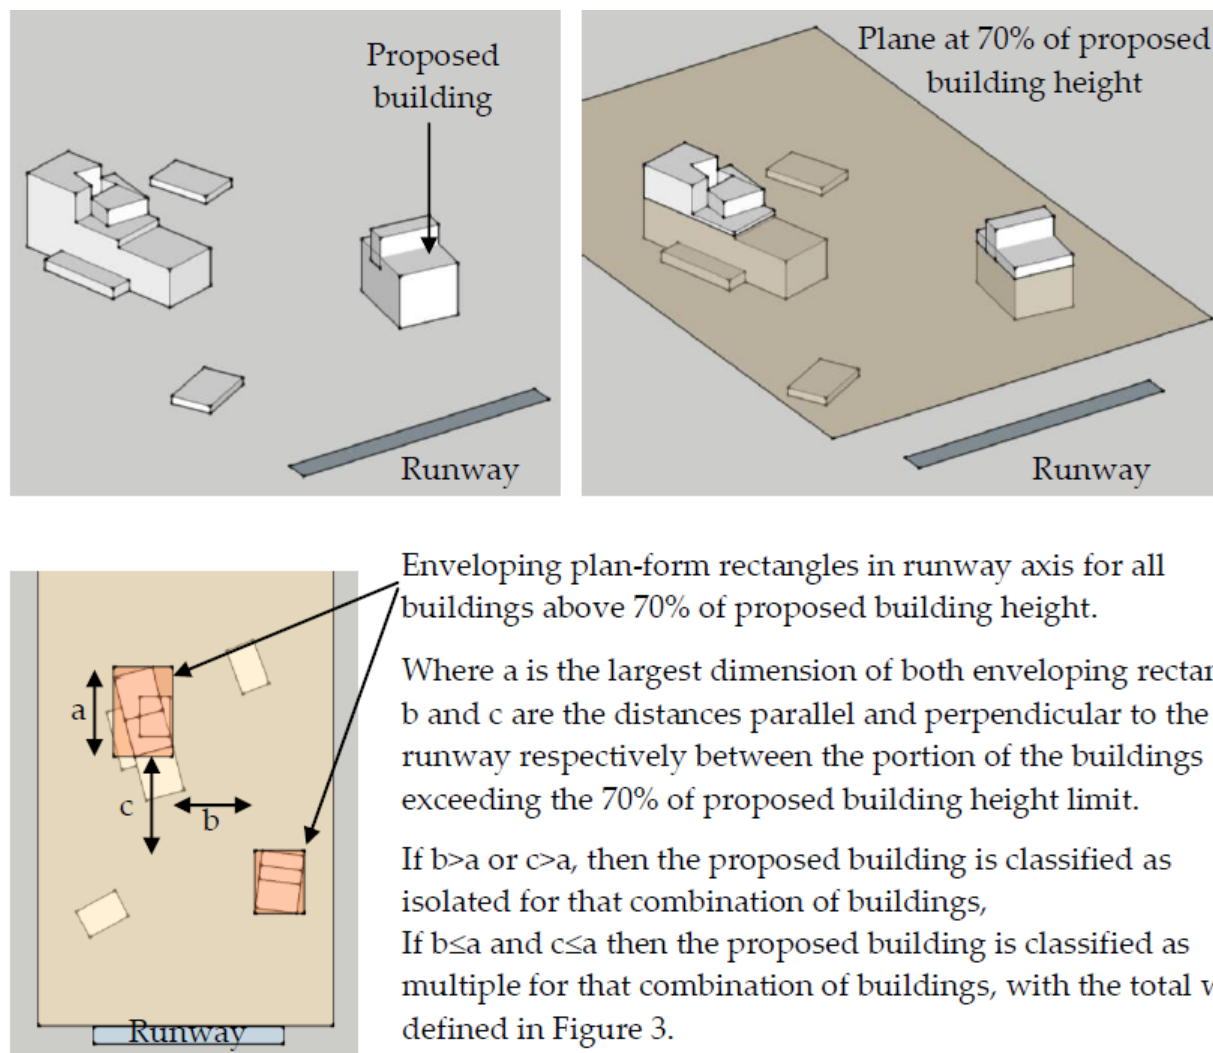 Proposed
building
Plane at 70% of proposed
building height
Runway
Runway
Enveloping plan-form rectangles in runway axis for all
buildings above 70% of proposed building height.
Where a is the largest dimension of both enveloping rectan
b and c are the distances parallel and perpendicular to the
runway respectively between the portion of the buildings
exceeding the 70% of proposed building height limit.
If b>a or c>a, then the proposed building is classified as
isolated for that combination of buildings,
If b≤a and c≤a then the proposed building is classified as
multiple for that combination of buildings, with the total w
defined in Figure 3.
a
c
b
Runway